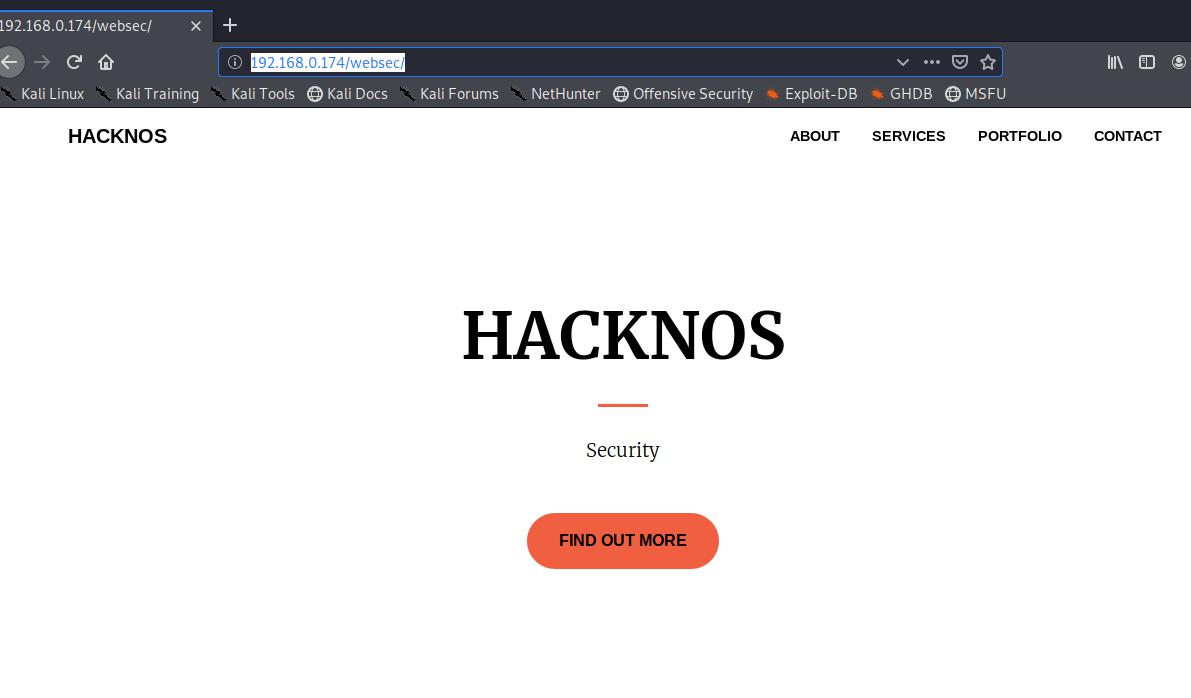 192.168.0.174/websec/
192.168.0.174/websec/
Kali Linux Kali Training Kali Tools Kali Docs Kali Forums NetHunter Offensive Security Exploit-DB GHDB MSFU
HACKNOS ABOUT SERVICES PORTFOLIO CONTACT
HACKNOS
Security
FIND OUT MORE